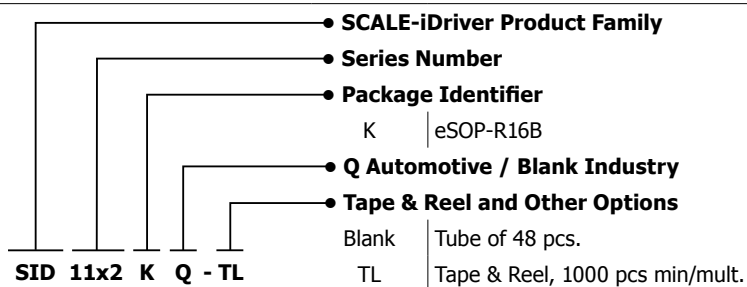 SCALE-iDriver Product Family
Series Number
Package Identifier
K eSOP-R16B
Q Automotive / Blank Industry
Tape & Reel and Other Options
Blank Tube of 48 pcs.
TL Tape & Reel, 1000 pcs min/mult.
SID 11x2 K Q - TL